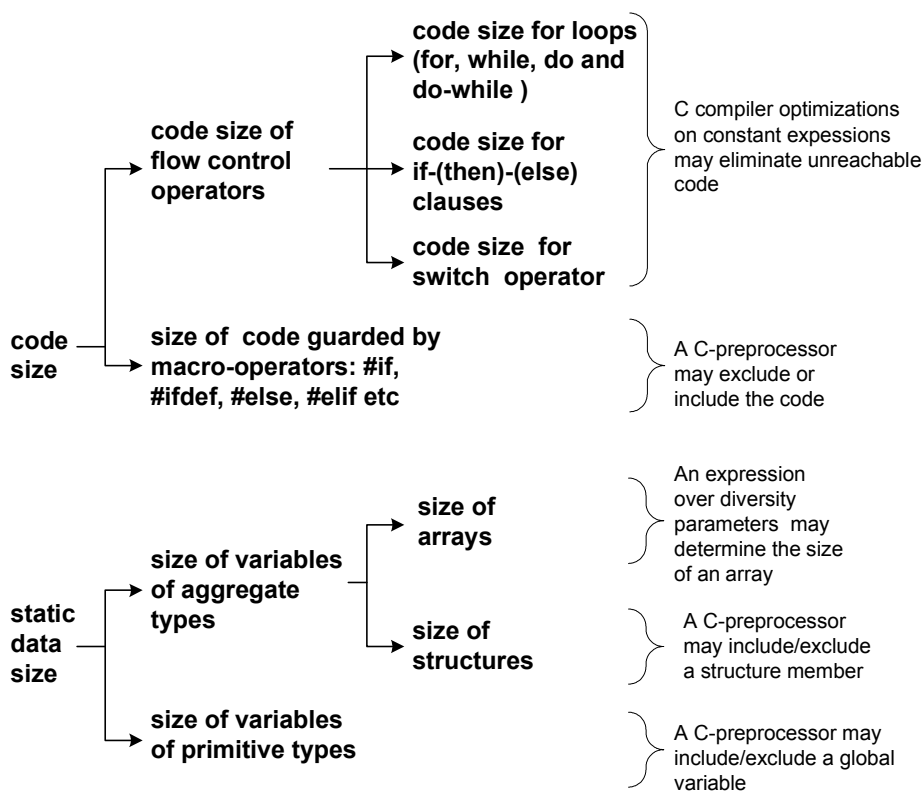 code size for loops
(for, while, do and
do-while )
code size of
flow control
operators
code size for
if-(then)-(else)
clauses
code size for
switch operator
C compiler optimizations
on constant expessions
may eliminate unreachable
code
code
size
size of code guarded by
macro-operators: #if,
#ifdef, #else, #elif etc
A C-preprocessor
may exclude or
include the code
size of
arrays
An expression
over diversity
parameters may
determine the size
of an array
size of variables
of aggregate
types
static
data
size
size of
structures
A C-preprocessor
may include/exclude
a structure member
size of variables
of primitive types
A C-preprocessor may
include/exclude a global
variable